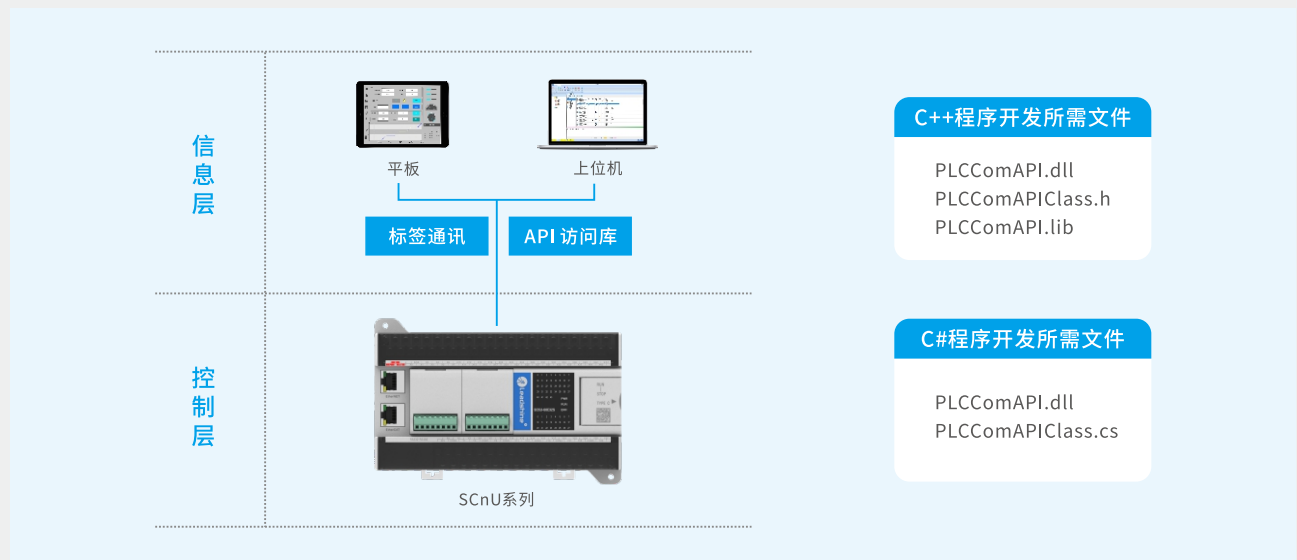 信息层
平板
上位机
标签通讯
API 访问库
控制层
Leadshine
SCnU系列
C++程序开发所需文件
PLCComAPI.dll
PLCComAPIClass.h
PLCComAPI.lib
C#程序开发所需文件
PLCComAPI.dll
PLCComAPIClass.cs